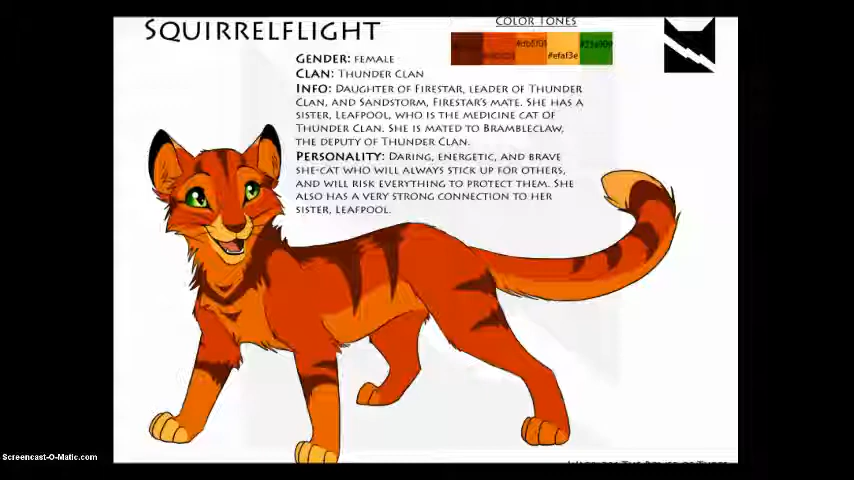 Squirrelflight
Color Tones
#db5f01
#efaf3e
Gender: female
Clan: Thunder Clan
Info: Daughter of Firestar, leader of Thunder
Clan, and Sandstorm, Firestar's mate. She has a
sister, Leafpool, who is the medicine cat of
Thunder Clan. She is mated to Brambleclaw,
the deputy of Thunder Clan.
Personality: Daring, energetic, and brave
she-cat who will always stick up for others,
and will risk everything to protect them. She
also has a very strong connection to her
sister, Leafpool.
Screencast-O-Matic.com